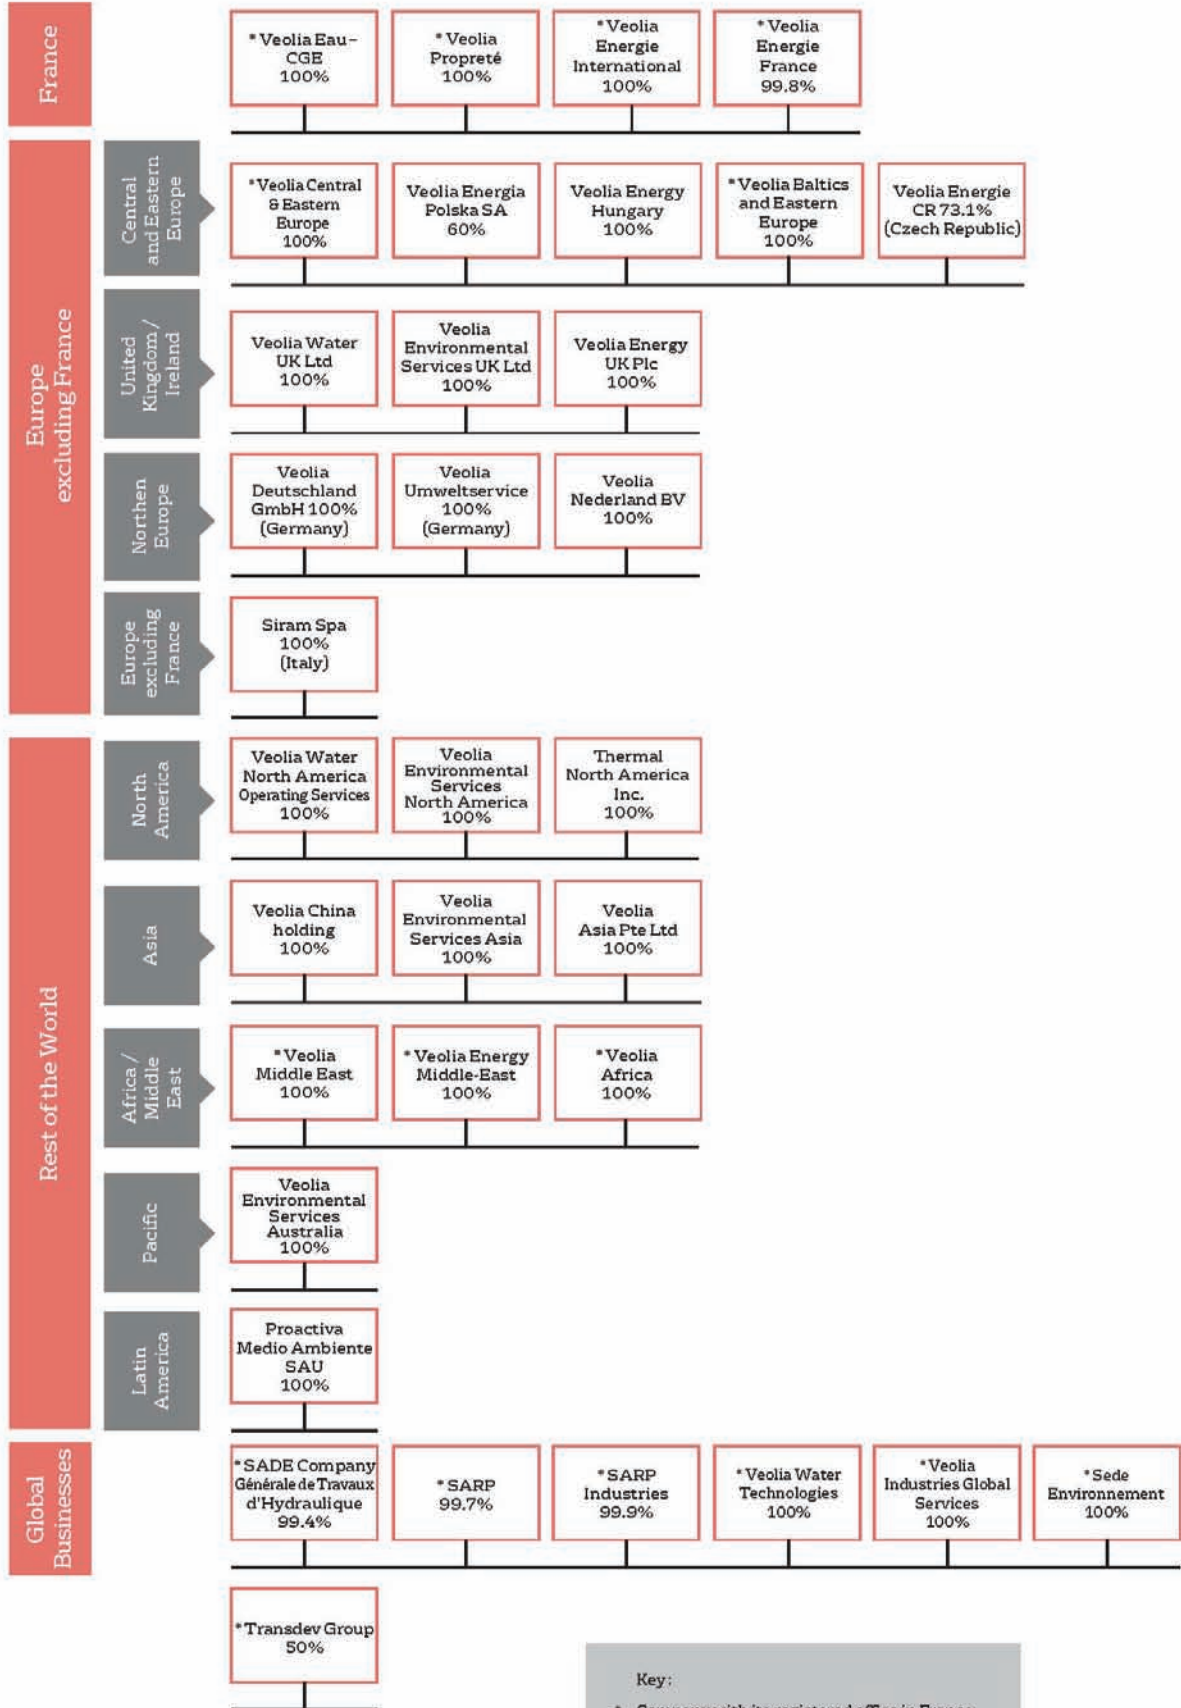 France
* Veolia Eau –
CGE
100%
* Veolia
Propreté
100%
* Veolia
Energie
International
100%
* Veolia
Energie
France
99.8%
Europe
excluding France
Central
and Eastern
Europe
* Veolia Central
& Eastern
Europe
100%
Veolia Energia
Polska SA
60%
Veolia Energy
Hungary
100%
* Veolia Baltics
and Eastern
Europe
100%
Veolia Energie
CR 73.1%
(Czech Republic)
United
Kingdom /
Ireland
Veolia Water
UK Ltd
100%
Veolia
Environmental
Services UK Ltd
100%
Veolia Energy
UK Plc
100%
Northen
Europe
Veolia
Deutschland
GmbH 100%
(Germany)
Veolia
Umweltservice
100%
(Germany)
Veolia
Nederland BV
100%
Europe
excluding
France
Siram Spa
100%
(Italy)
Rest of the World
North
America
Veolia Water
North America
Operating Services
100%
Veolia
Environmental
Services
North America
100%
Thermal
North America
Inc.
100%
Asia
Veolia China
holding
100%
Veolia
Environmental
Services Asia
100%
Veolia
Asia Pte Ltd
100%
Africa /
Middle
East
* Veolia
Middle East
100%
* Veolia Energy
Middle-East
100%
* Veolia
Africa
100%
Pacific
Veolia
Environmental
Services
Australia
100%
Latin
America
Proactiva
Medio Ambiente
SAU
100%
Global
Businesses
* SADE Company
Générale de Travaux
d'Hydraulique
99.4%
* SARP
99.7%
* SARP
Industries
99.9%
* Veolia Water
Technologies
100%
* Veolia
Industries Global
Services
100%
* Sede
Environnement
100%
* Transdev Group
50%
Key:
* Company with its registered office in France